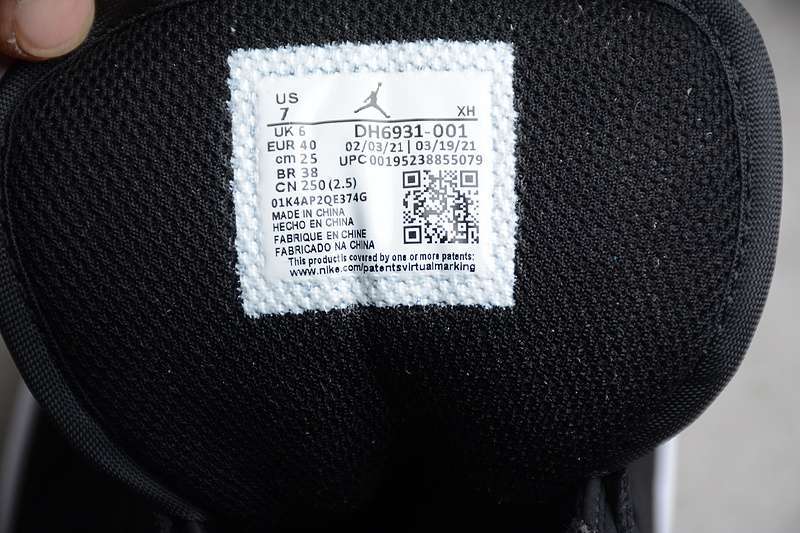 US
7
XH
UK 6
DH6931-001
EUR 40
02/03/21 | 03/19/21
cm 25
UPC 00195238855079
BR 38
CN 250 (2.5)
01K4AP2QE374G
MADE IN CHINA
HECHO EN CHINA
FABRIQUE EN CHINE
FABRICADO NA CHINA
This product is covered by one or more patents:
www.nike.com/patentsvirtualmarking